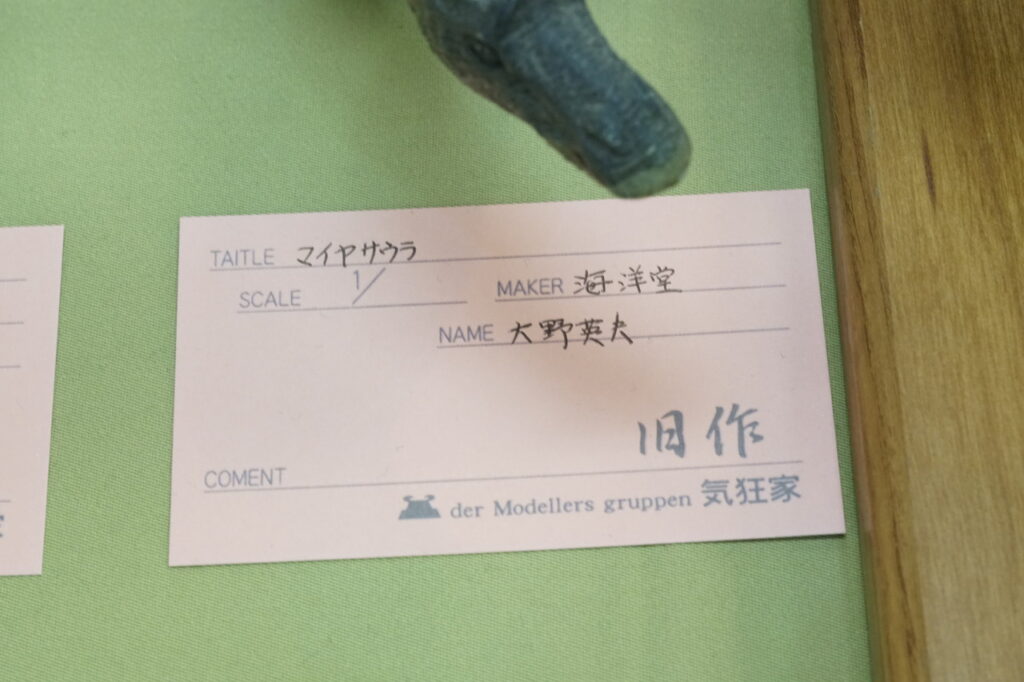 TAITLE マイヤサウラ
SCALE 1/
MAKER 海洋堂
NAME 大野英夫
旧作
COMENT
der Modellers gruppen 気狂家